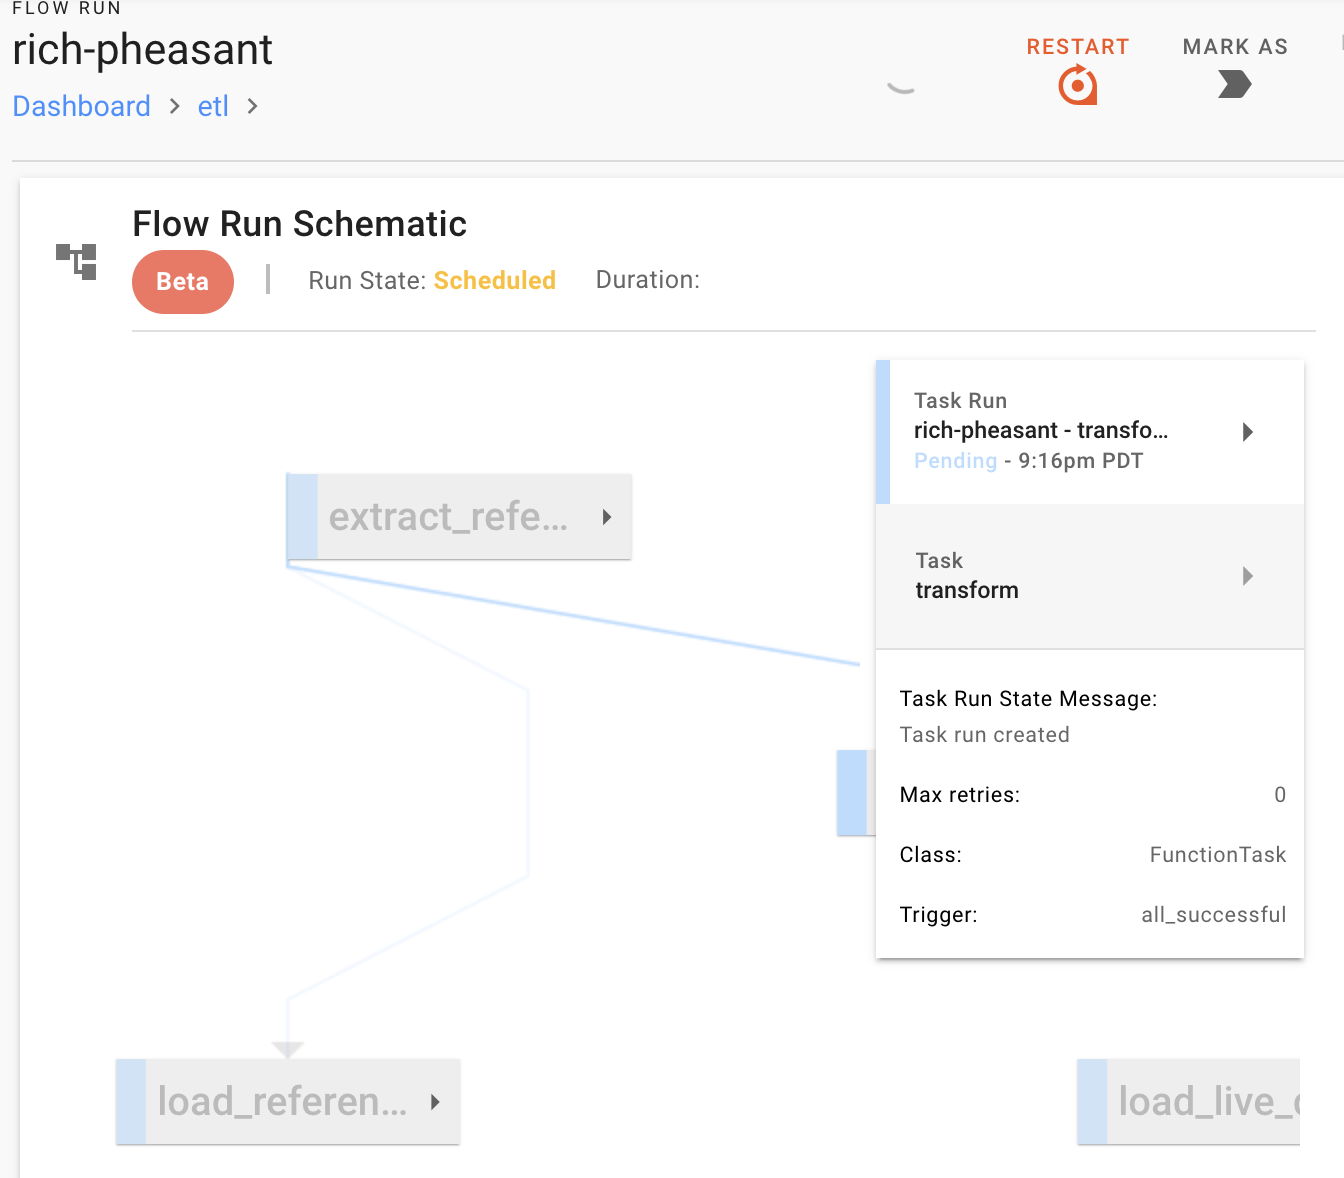 FLOW RUN
rich-pheasant
Dashboard > etl >
RESTART
MARK AS
Flow Run Schematic
Beta
Run State: Scheduled
Duration:
Task Run
rich-pheasant - transfo...
Pending - 9:16pm PDT
extract_refe...
Task
transform
Task Run State Message:
Task run created
Max retries: 0
Class: FunctionTask
Trigger: all_successful
load_referen...
load_live_